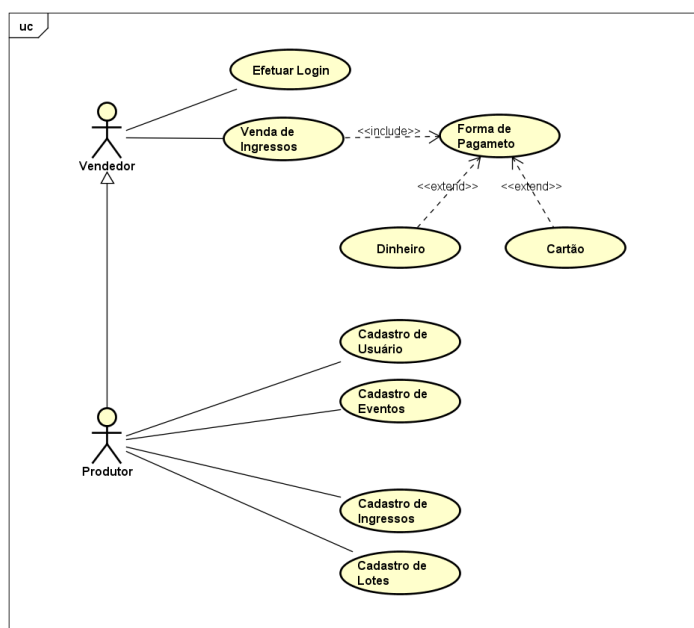 uc
Efetuar Login
Venda de
Ingressos
<<include>>
Forma de
Pagameto
Vendedor
<<extend>>
<<extend>>
Dinheiro
Cartão
Cadastro de
Usuário
Cadastro de
Eventos
Produtor
Cadastro de
Ingressos
Cadastro de
Lotes